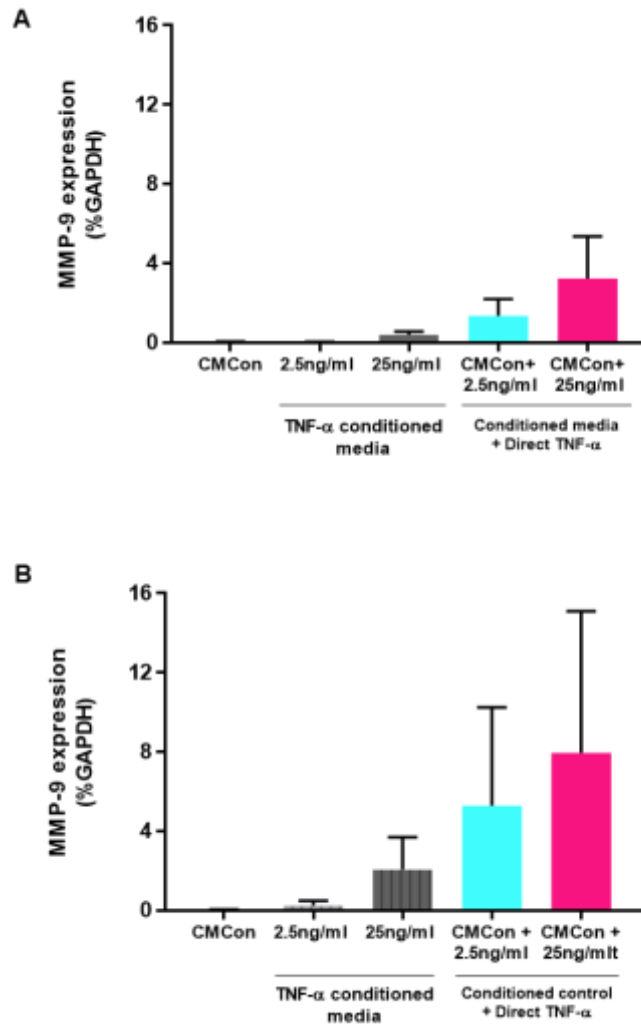 A
MMP-9 expression
(%GAPDH)
16
12
8
4
0
CMCon
2.5ng/ml
25ng/ml
CMCon+
2.5ng/ml
CMCon+
25ng/ml
TNF-α conditioned
media
Conditioned media
+ Direct TNF-α
B
MMP-9 expression
(%GAPDH)
16
12
8
4
0
CMCon
2.5ng/ml
25ng/ml
CMCon +
2.5ng/ml
CMCon +
25ng/mlt
TNF-α conditioned
media
Conditioned control
+ Direct TNF-α